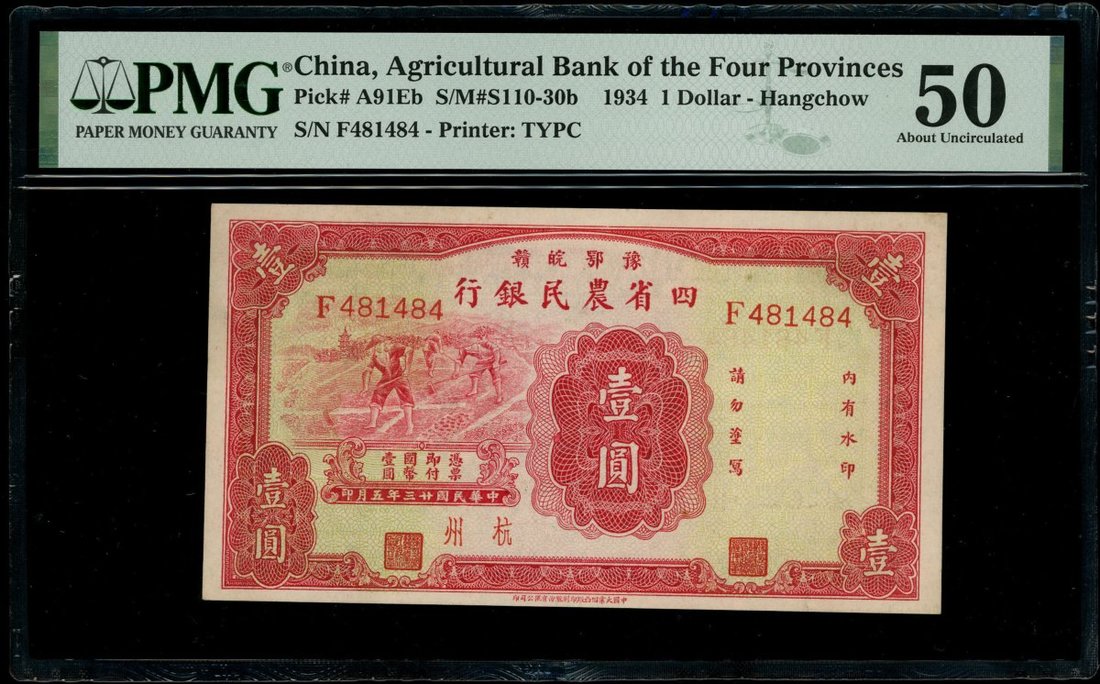 PMG®
PAPER MONEY GUARANTY
China, Agricultural Bank of the Four Provinces
Pick# A91Eb S/M#S110-30b 1934 1 Dollar - Hangchow
S/N F481484 - Printer: TYPC
50
About Uncirculated
壹
壹
豫鄂皖贛
四省農民銀行
F481484
F481484
壹圓
內有水印
請勿塗寫
憑票即付國幣壹圓
中華民國廿三年五月印
杭州
壹圓
壹